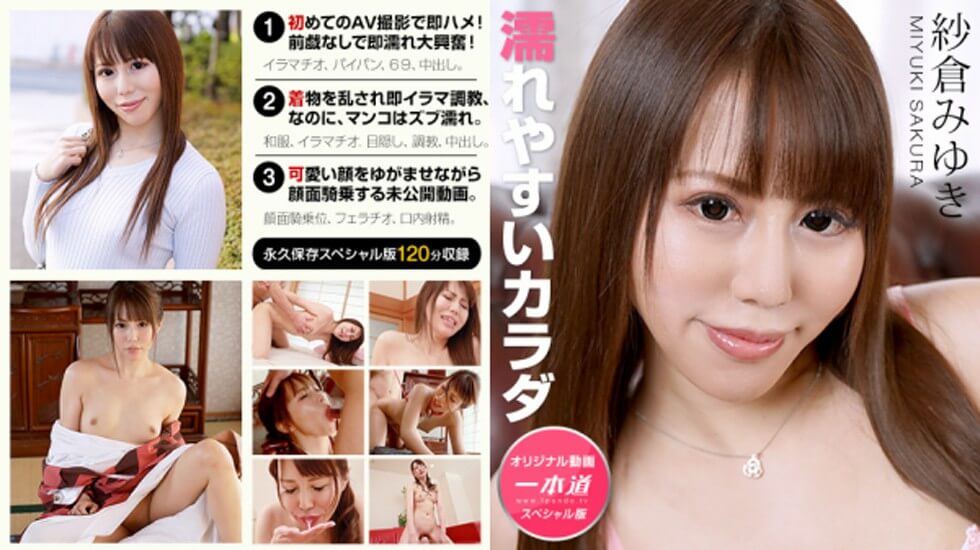 1 初めてのAV撮影で即ハメ!
前戯なしで即濡れ大興奮!
イラマチオ、パイパン、69、中出し。
2 着物を乱され即イラマ調教、
なのに、マンコはズブ濡れ。
和服、イラマチオ、目隠し、調教、中出し。
3 可愛い顔をゆがませながら
顔面騎乗する未公開動画。
顔面騎乗位、フェラチオ、口内射精。
永久保存スペシャル版120分収録
濡れやすいカラダ
紗倉みゆき
MIYUKI SAKURA
オリジナル動画
一本道
www.1pondo.tv
スペシャル版